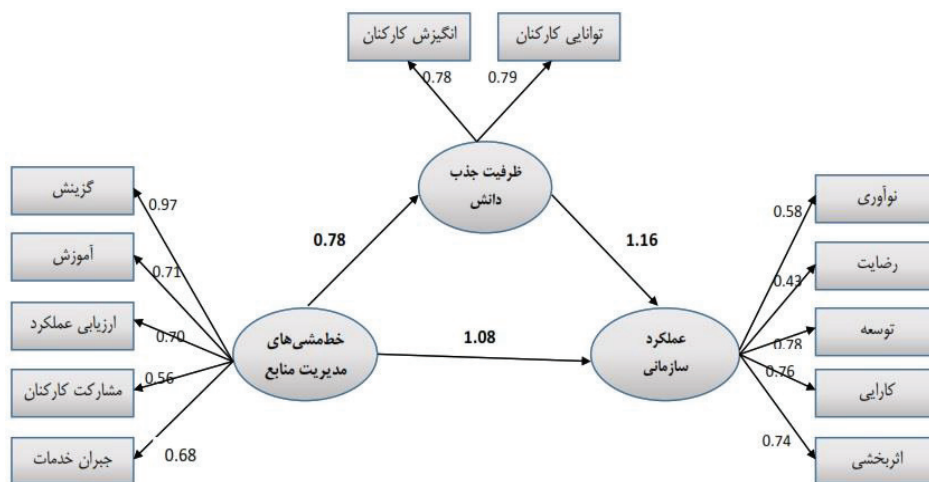 انگیزش کارکنان
توانایی کارکنان
0.78
0.79
ظرفیت جذب
دانش
گزینش
آموزش
ارزیابی عملکرد
مشارکت کارکنان
جبران خدمات
0.97
0.71
0.70
0.56
0.68
خط‌مشی‌های
مدیریت منابع
0.78
1.16
1.08
عملکرد
سازمانی
نوآوری
رضایت
توسعه
کارایی
اثربخشی
0.58
0.43
0.78
0.76
0.74